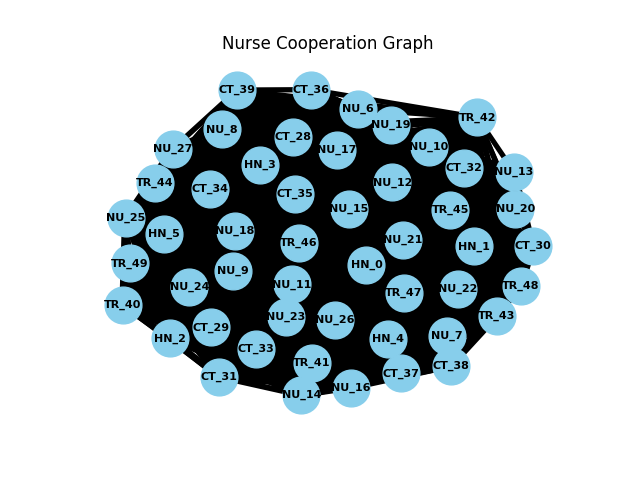 Nurse Cooperation Graph
CT_39
CT_36
NU_6
TR_42
NU_19
NU_8
CT_28
NU_10
NU_27
NU_17
HN_3
CT_32
NU_13
TR_44
NU_12
CT_34
CT_35
NU_15
TR_45
NU_20
NU_25
HN_5
NU_18
NU_21
TR_46
HN_1
CT_30
TR_49
HN_0
NU_9
NU_11
NU_24
TR_48
NU_22
TR_47
TR_40
TR_43
NU_23
NU_26
CT_29
HN_2
HN_4
NU_7
CT_33
TR_41
CT_38
CT_37
CT_31
NU_16
NU_14